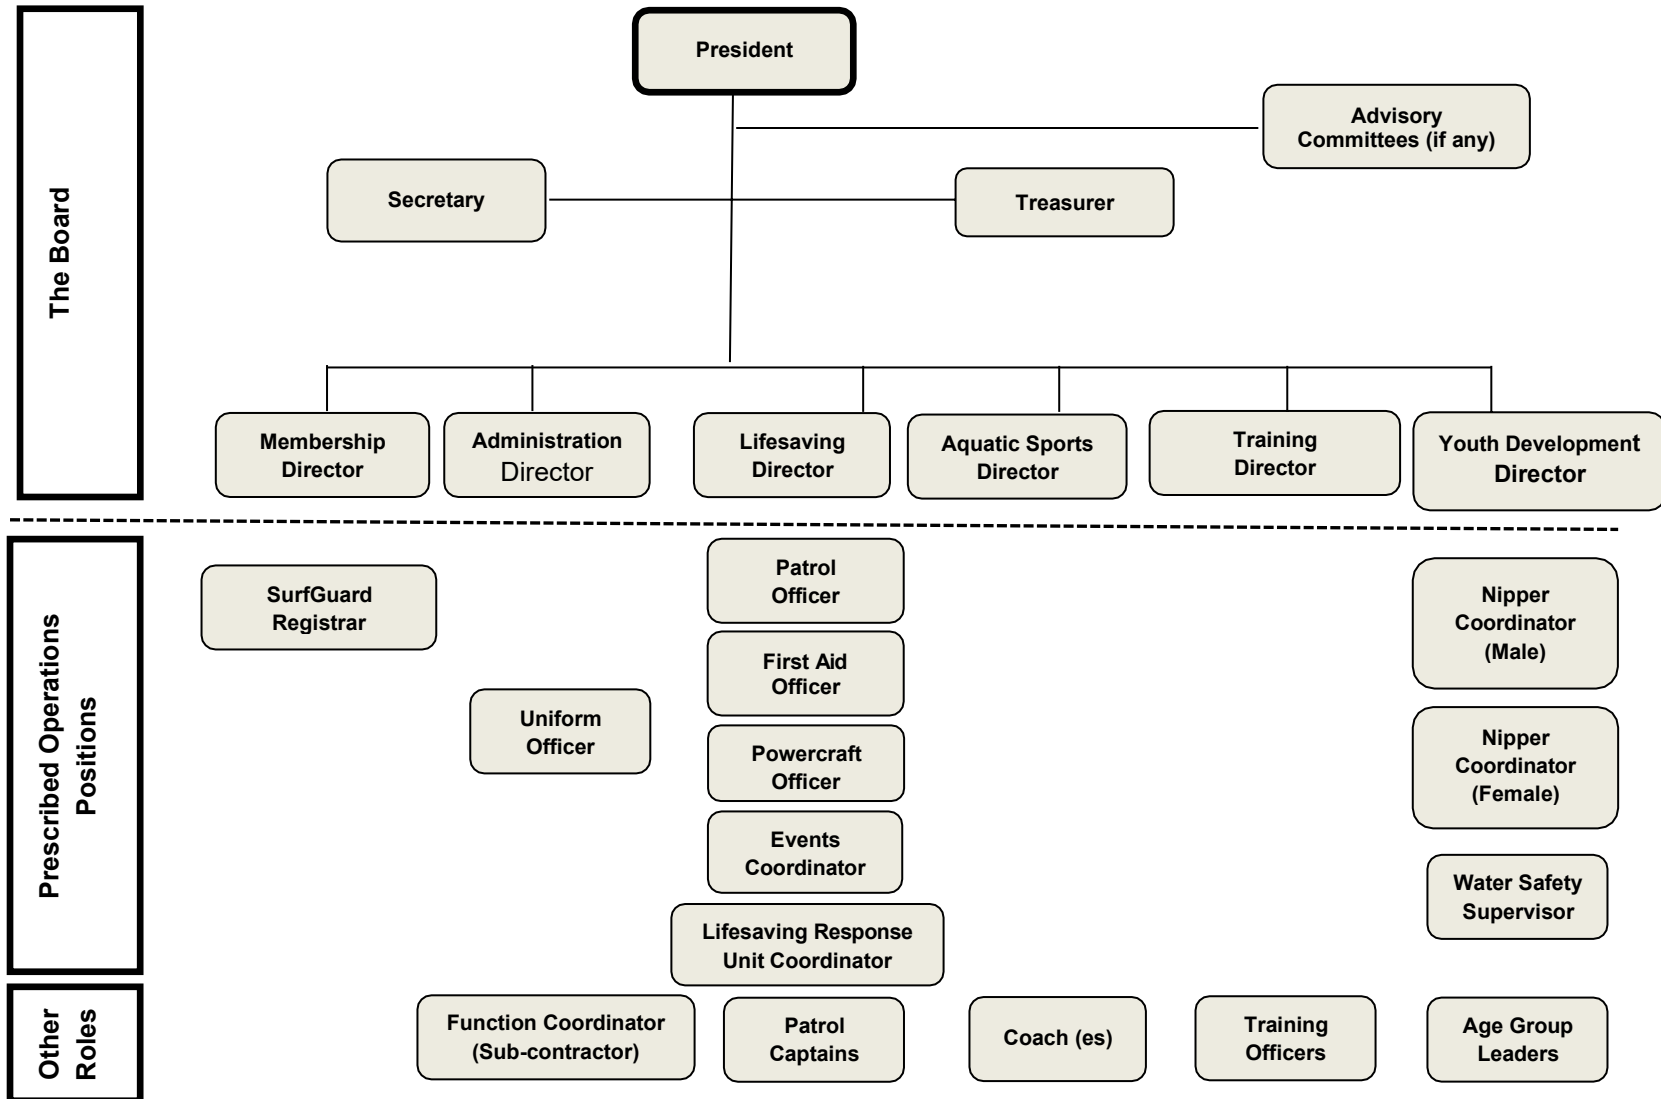 The Board
President
Advisory
Committees (if any)
Secretary
Treasurer
Membership
Director
Administration
Director
Lifesaving
Director
Aquatic Sports
Director
Training
Director
Youth Development
Director
Prescribed Operations
Positions
SurfGuard
Registrar
Uniform
Officer
Patrol
Officer
First Aid
Officer
Powercraft
Officer
Events
Coordinator
Lifesaving Response
Unit Coordinator
Nipper
Coordinator
(Male)
Nipper
Coordinator
(Female)
Water Safety
Supervisor
Other
Roles
Function Coordinator
(Sub-contractor)
Patrol
Captains
Coach (es)
Training
Officers
Age Group
Leaders